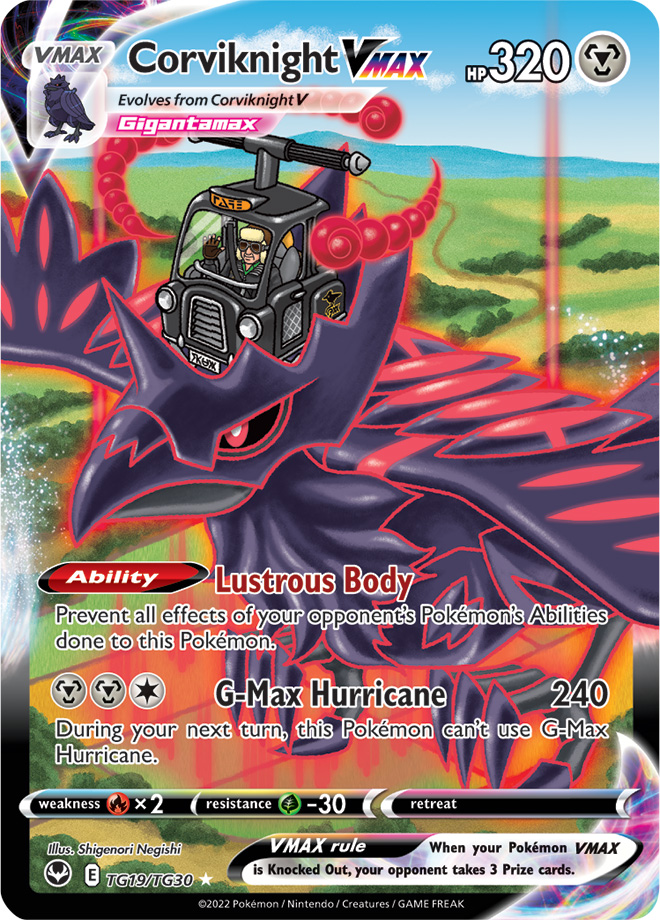 VMAX
Corviknight VMAX
HP 320
Evolves from Corviknight V
Gigantamax
Ability Lustrous Body
Prevent all effects of your opponent's Pokémon's Abilities
done to this Pokémon.
G-Max Hurricane 240
During your next turn, this Pokémon can't use G-Max
Hurricane.
weakness ×2 resistance -30 retreat
Illus. Shigenori Negishi
VMAX rule When your Pokémon VMAX
is Knocked Out, your opponent takes 3 Prize cards.
E TG19/TG30
©2022 Pokémon / Nintendo / Creatures / GAME FREAK